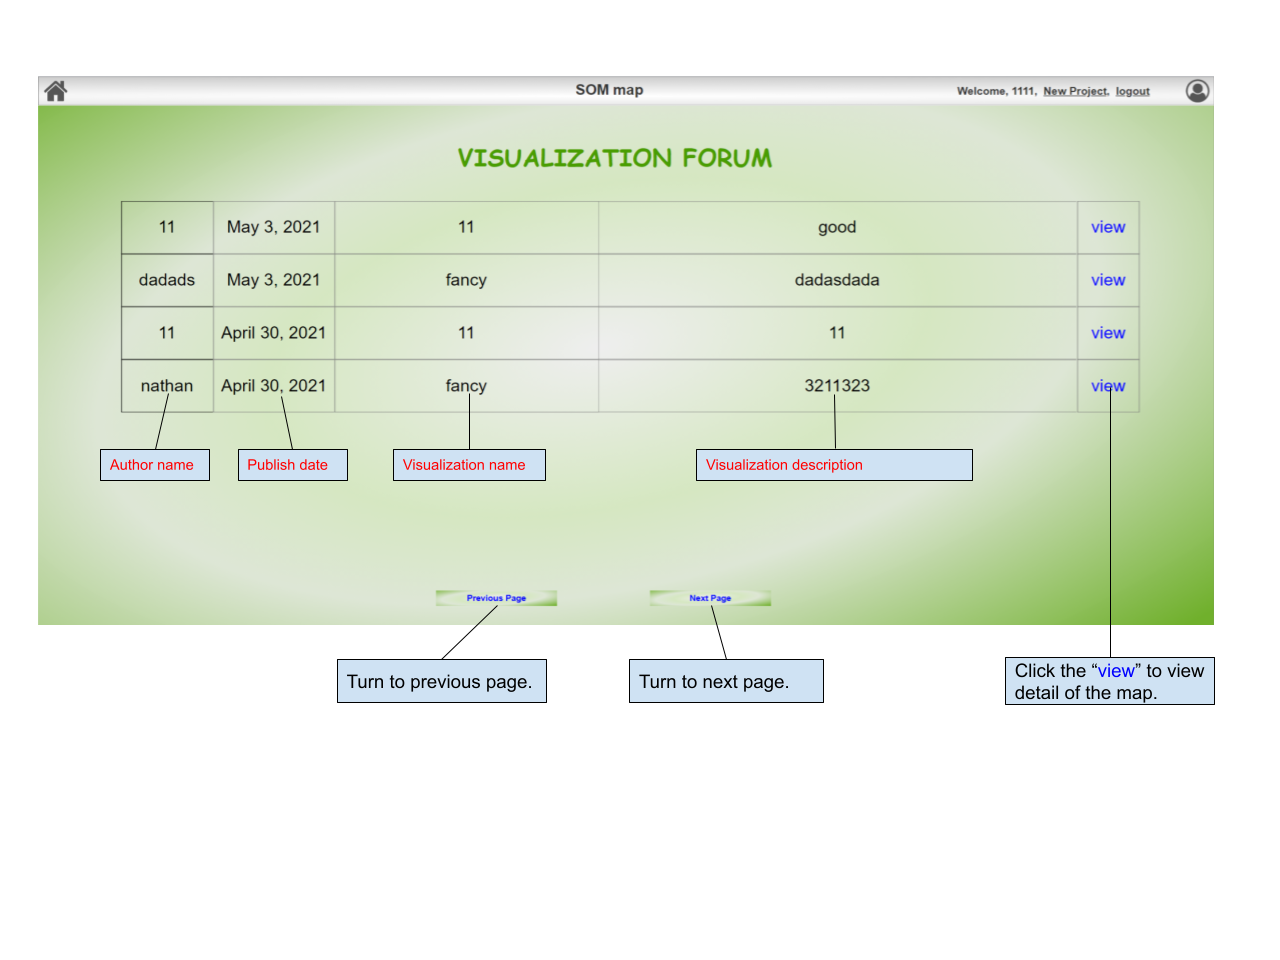 SOM map
Welcome, 1111, New Project, logout
VISUALIZATION FORUM
11 May 3, 2021 11 good view
dadads May 3, 2021 fancy dadasdada view
11 April 30, 2021 11 11 view
nathan April 30, 2021 fancy 3211323 view
Author name Publish date Visualization name Visualization description
Previous Page Next Page
Turn to previous page.
Turn to next page.
Click the “view” to view
detail of the map.